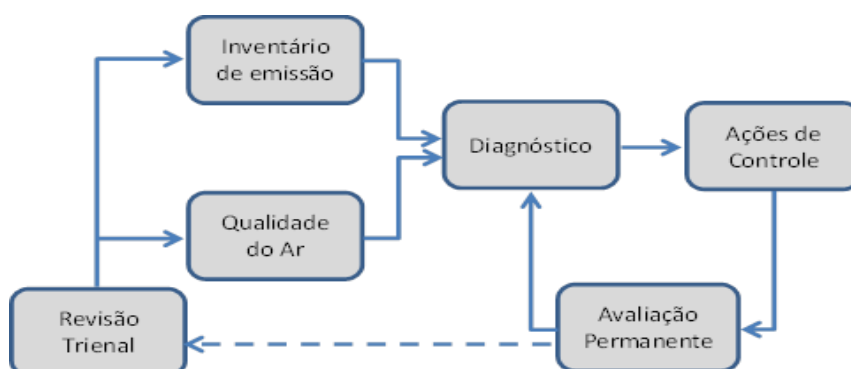 Inventário
de emissão
Diagnóstico
Ações de
Controle
Qualidade
do Ar
Revisão
Trienal
Avaliação
Permanente